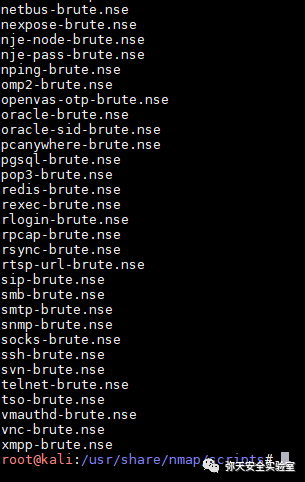 netbus-brute.nse
nexpose-brute.nse
nje-node-brute.nse
nje-pass-brute.nse
nping-brute.nse
omp2-brute.nse
openvas-otp-brute.nse
oracle-brute.nse
oracle-sid-brute.nse
pcanywhere-brute.nse
pgsql-brute.nse
pop3-brute.nse
redis-brute.nse
rexec-brute.nse
rlogin-brute.nse
rpcap-brute.nse
rsync-brute.nse
rtsp-url-brute.nse
sip-brute.nse
smb-brute.nse
smtp-brute.nse
snmp-brute.nse
socks-brute.nse
ssh-brute.nse
svn-brute.nse
telnet-brute.nse
tso-brute.nse
vmauthd-brute.nse
vnc-brute.nse
xmpp-brute.nse
root@kali:/usr/share/nmap/scripts#
弥天安全实验室